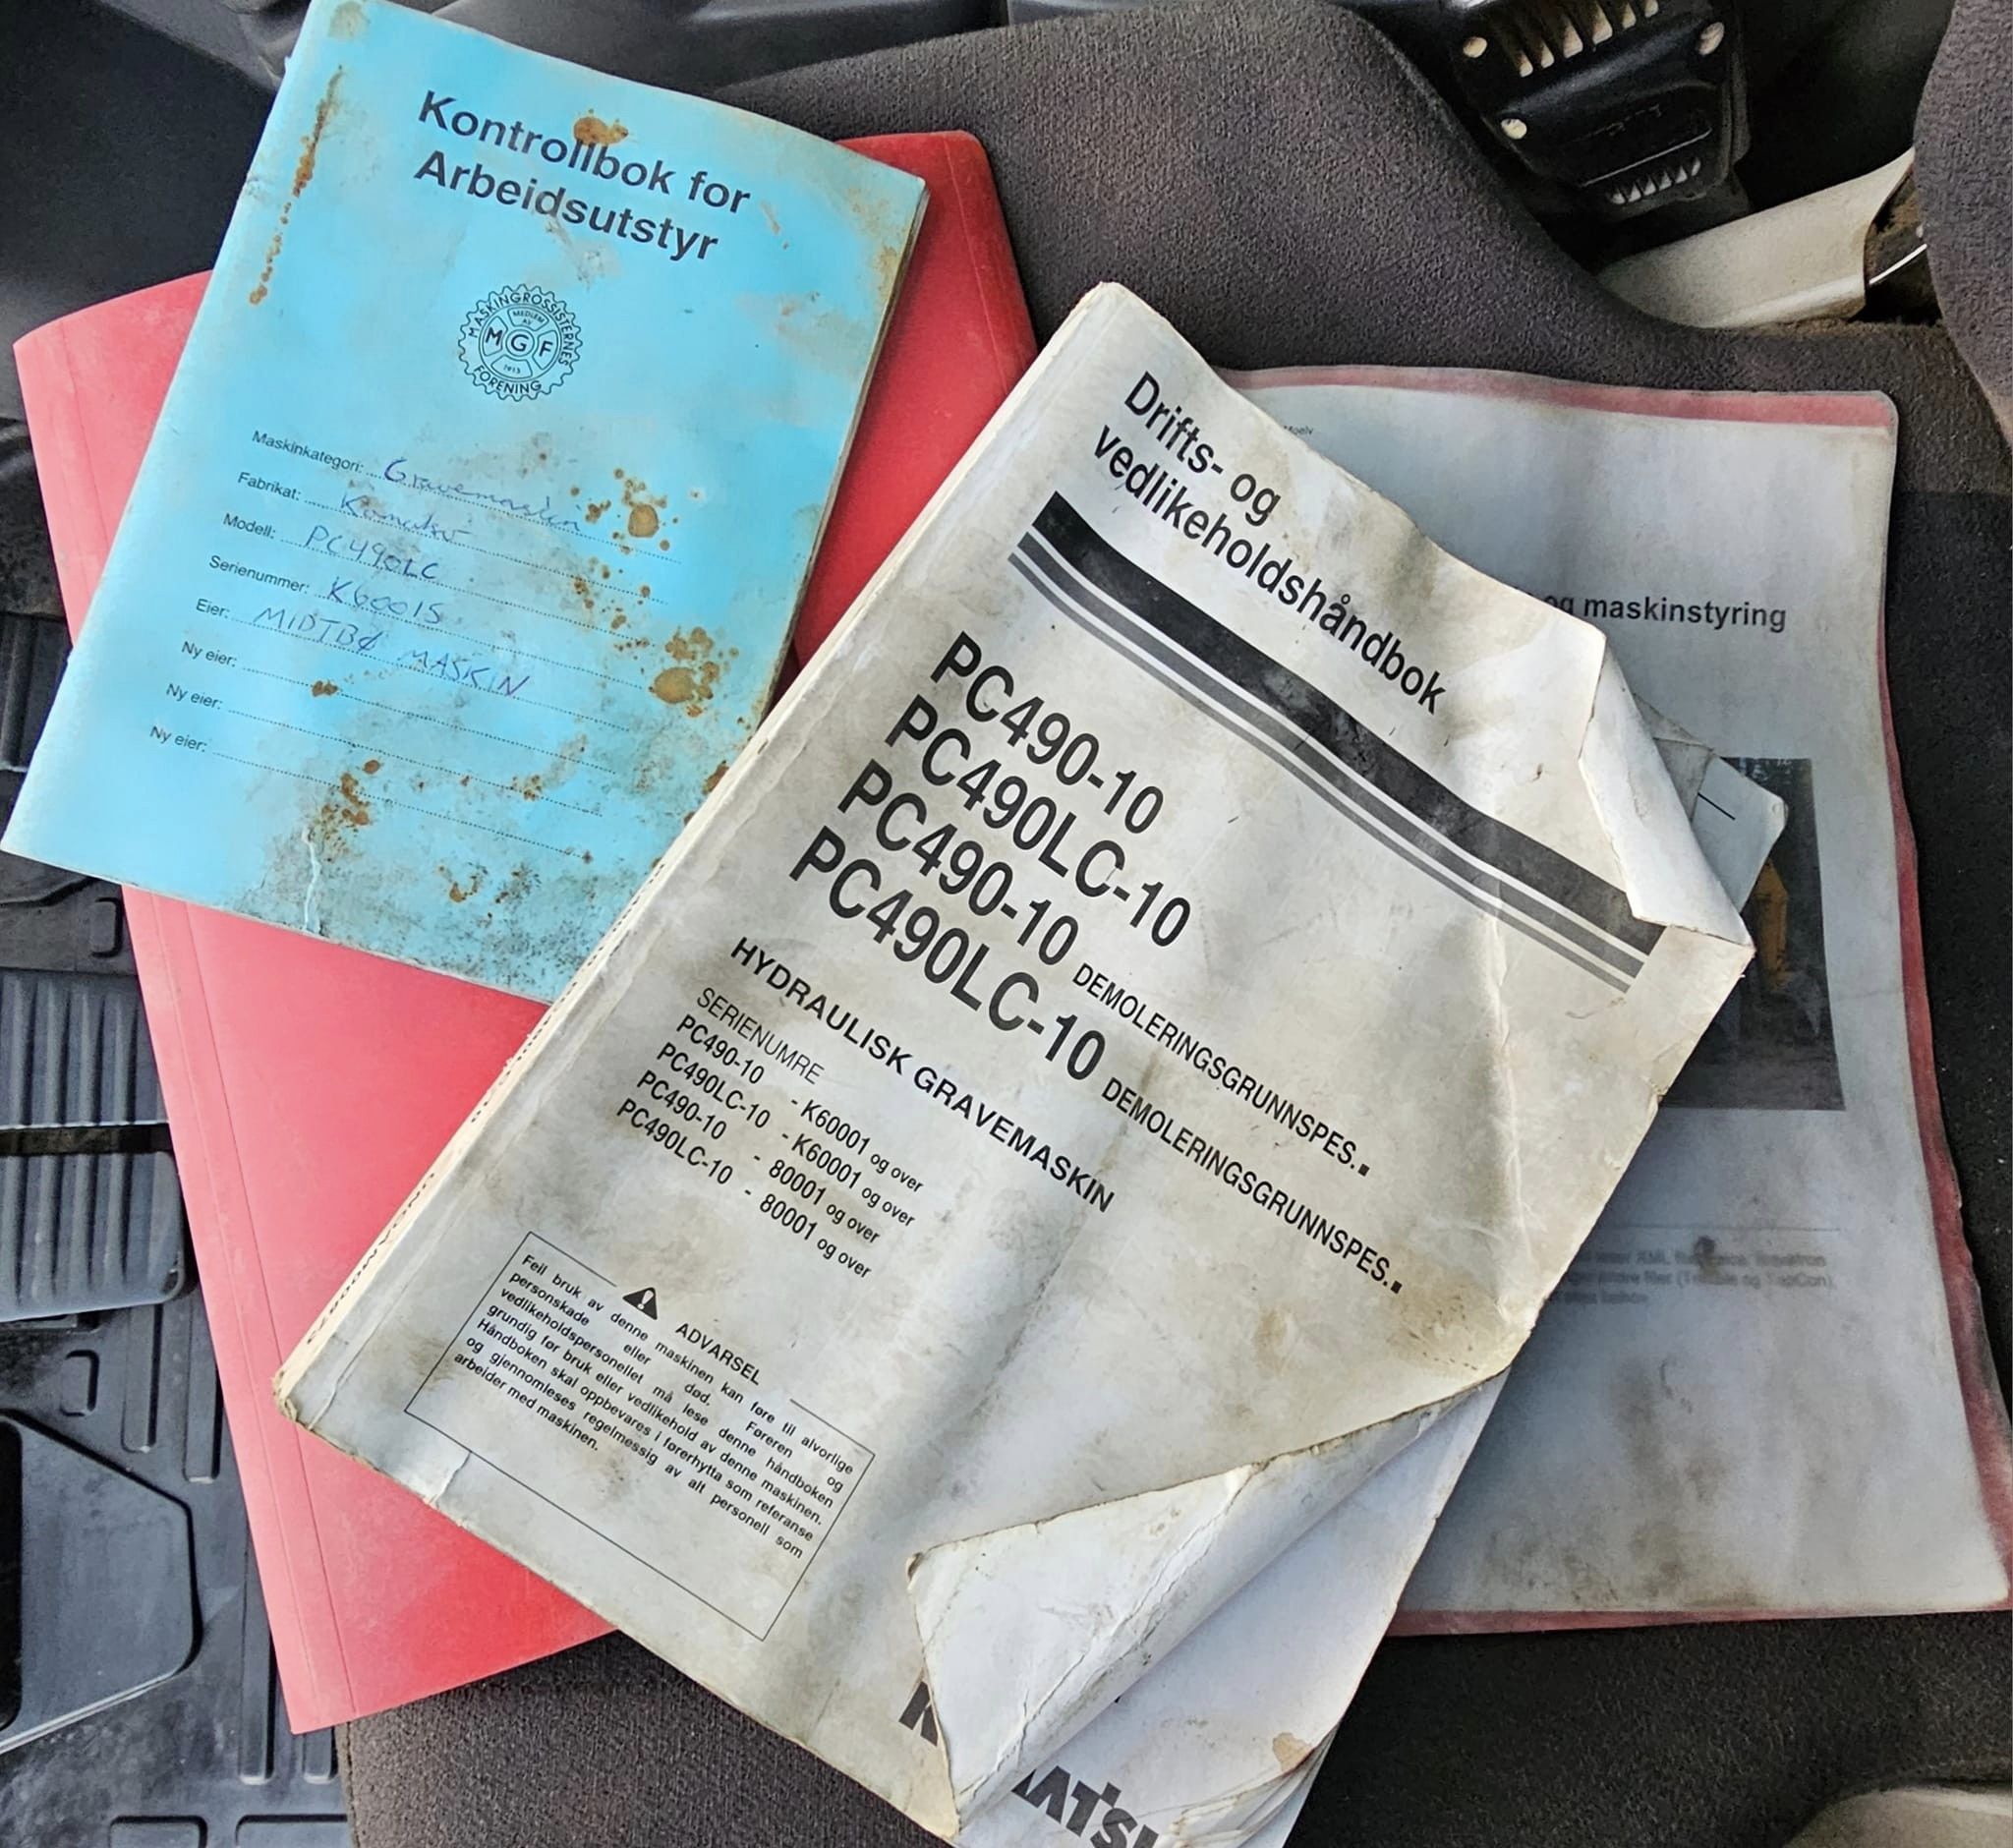 Kontrollbok for
Arbeidsutstyr
MASKINGROSSISTERNES
MEDLEM
AV
M G F
1913
FORENING
Maskinkategori: Gravemaskin
Fabrikat: Komatsu
Modell: PC490LC
Serienummer: K60015
Eier: MIDTBØ MASKIN
Ny eier:
Ny eier:
Ny eier:
Drifts- og
vedlikeholdshåndbok
PC490-10
PC490LC-10
PC490-10 DEMOLERINGSGRUNNSPES..
PC490LC-10 DEMOLERINGSGRUNNSPES..
HYDRAULISK GRAVEMASKIN
SERIENUMRE
PC490-10 - K60001 og over
PC490LC-10 - K60001 og over
PC490-10 - 80001 og over
PC490LC-10 - 80001 og over
ADVARSEL
Feil bruk av denne maskinen kan føre til alvorlige
personskade eller død. Føreren og
vedlikeholdspersonellet må lese denne håndboken
grundig før bruk eller vedlikehold av denne maskinen.
Håndboken skal oppbevares i førerhytta som referanse
og gjennomleses regelmessig av alt personell som
arbeider med maskinen.
Moelv
og maskinstyring